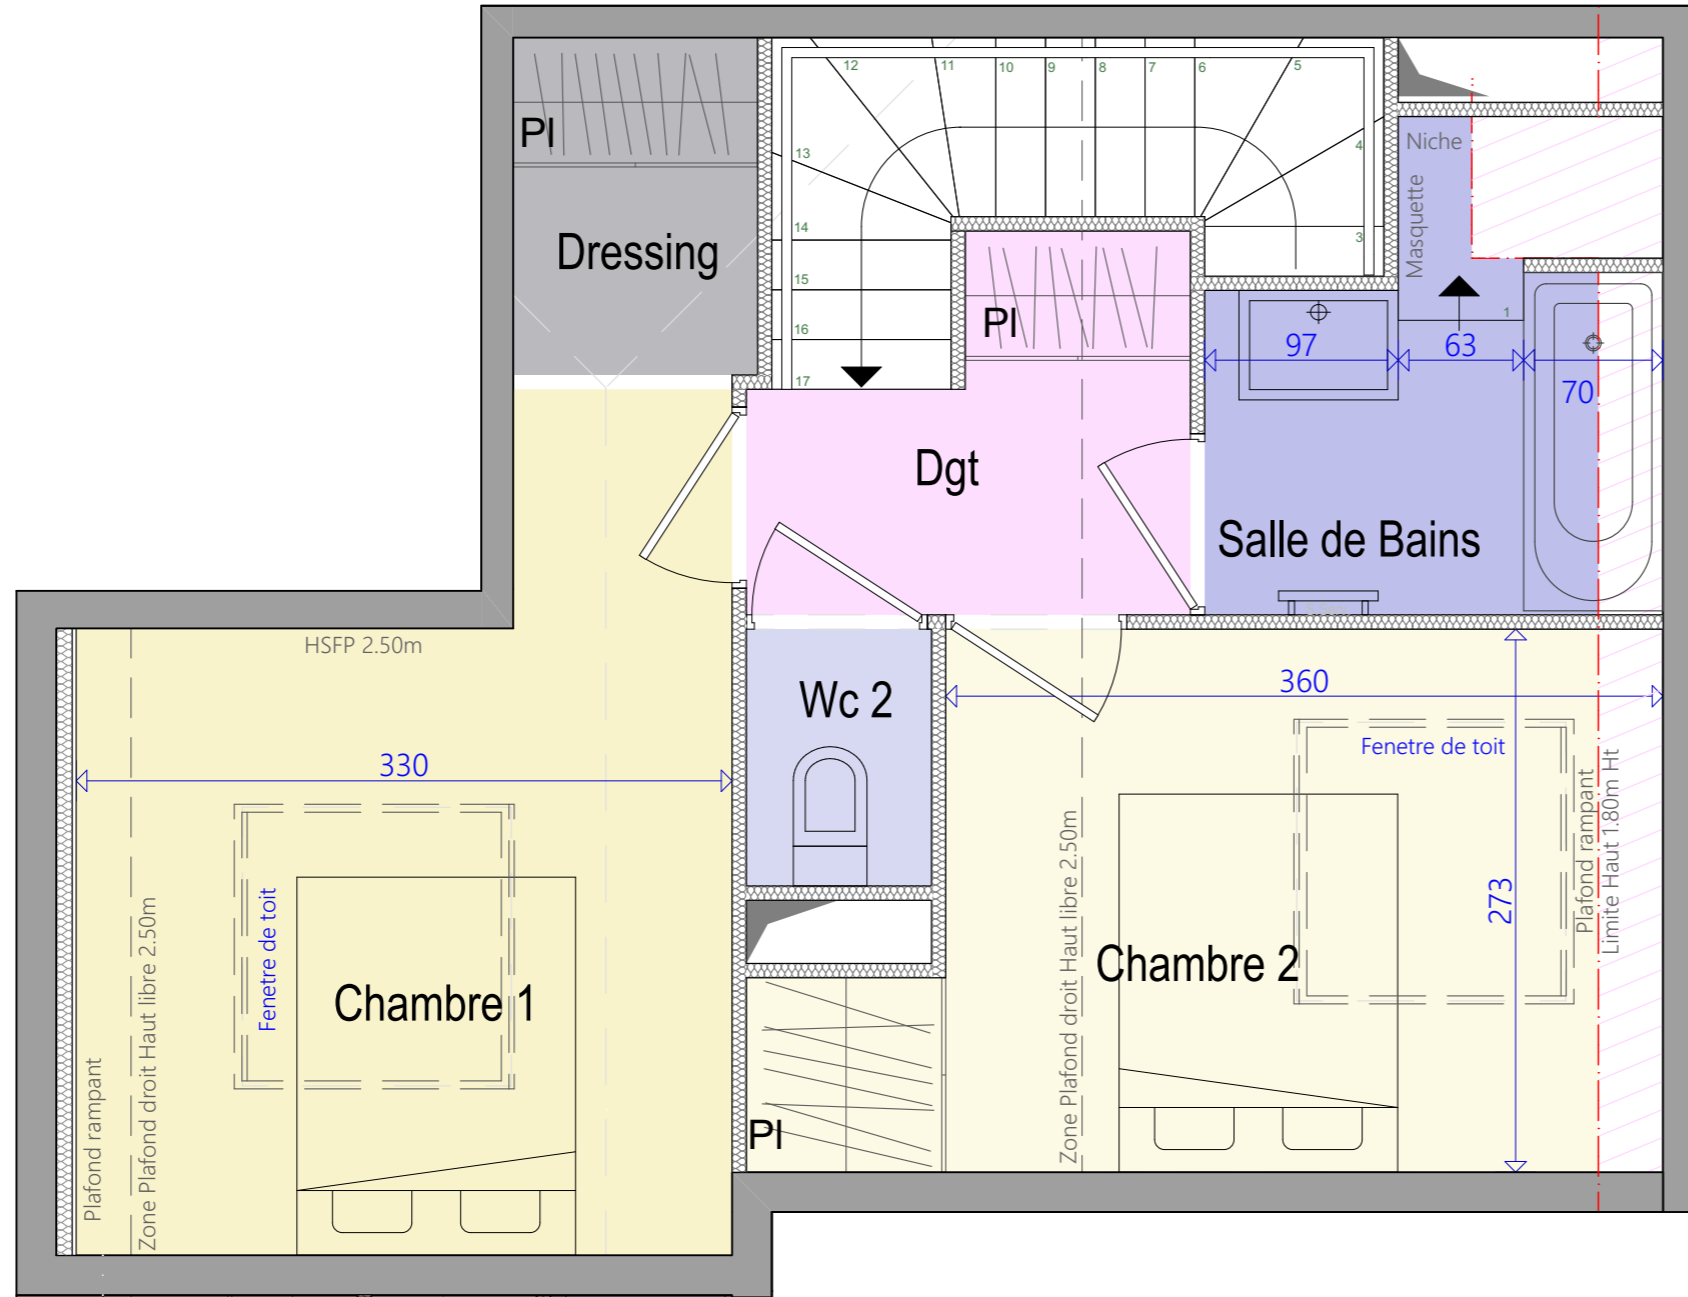 12
11
10
9
8
7
6
5
Pl
13
4
Niche
Masquette
Dressing
14
3
15
Pl
16
1
97
63
17
70
Dgt
Salle de Bains
HSFP 2.50m
Wc 2
360
Fenetre de toit
330
Plafond rampant
Limite Haut 1.80m Ht
273
Zone Plafond droit Haut libre 2.50m
Chambre 2
Fenetre de toit
Chambre 1
Zone Plafond droit Haut libre 2.50m
Plafond rampant
Pl